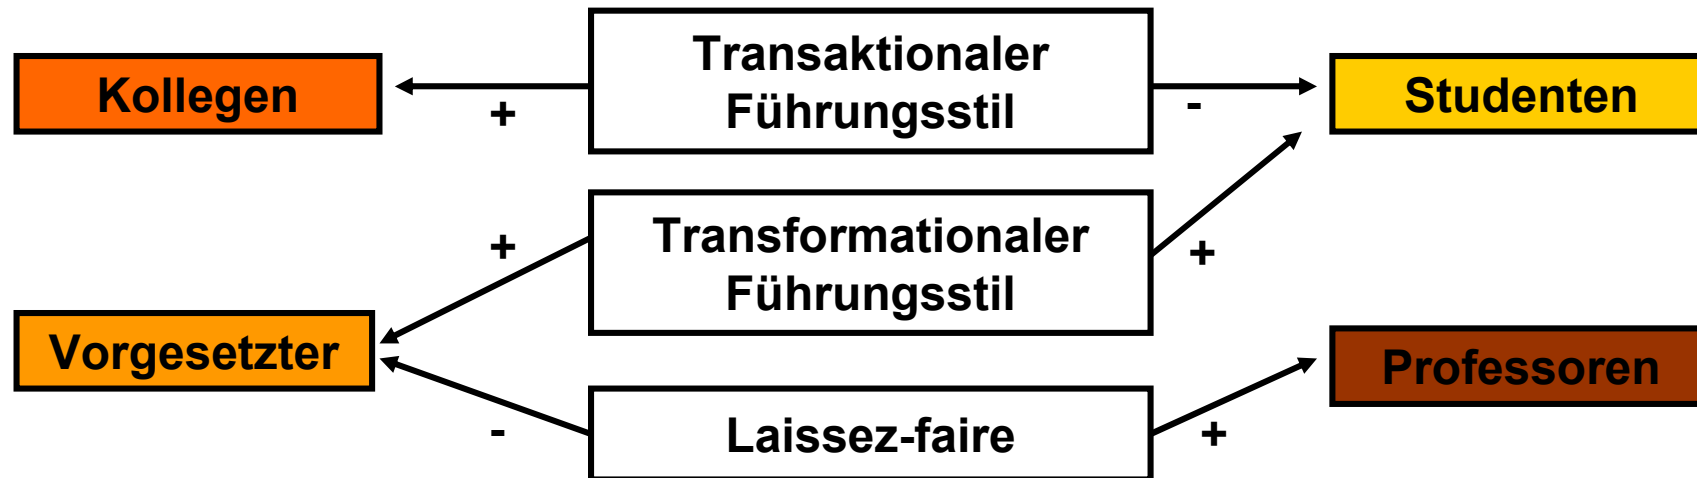 Transaktionaler
Führungsstil
Kollegen
+
-
Studenten
Transformationaler
Führungsstil
+
+
Vorgesetzter
Professoren
Laissez-faire
-
+